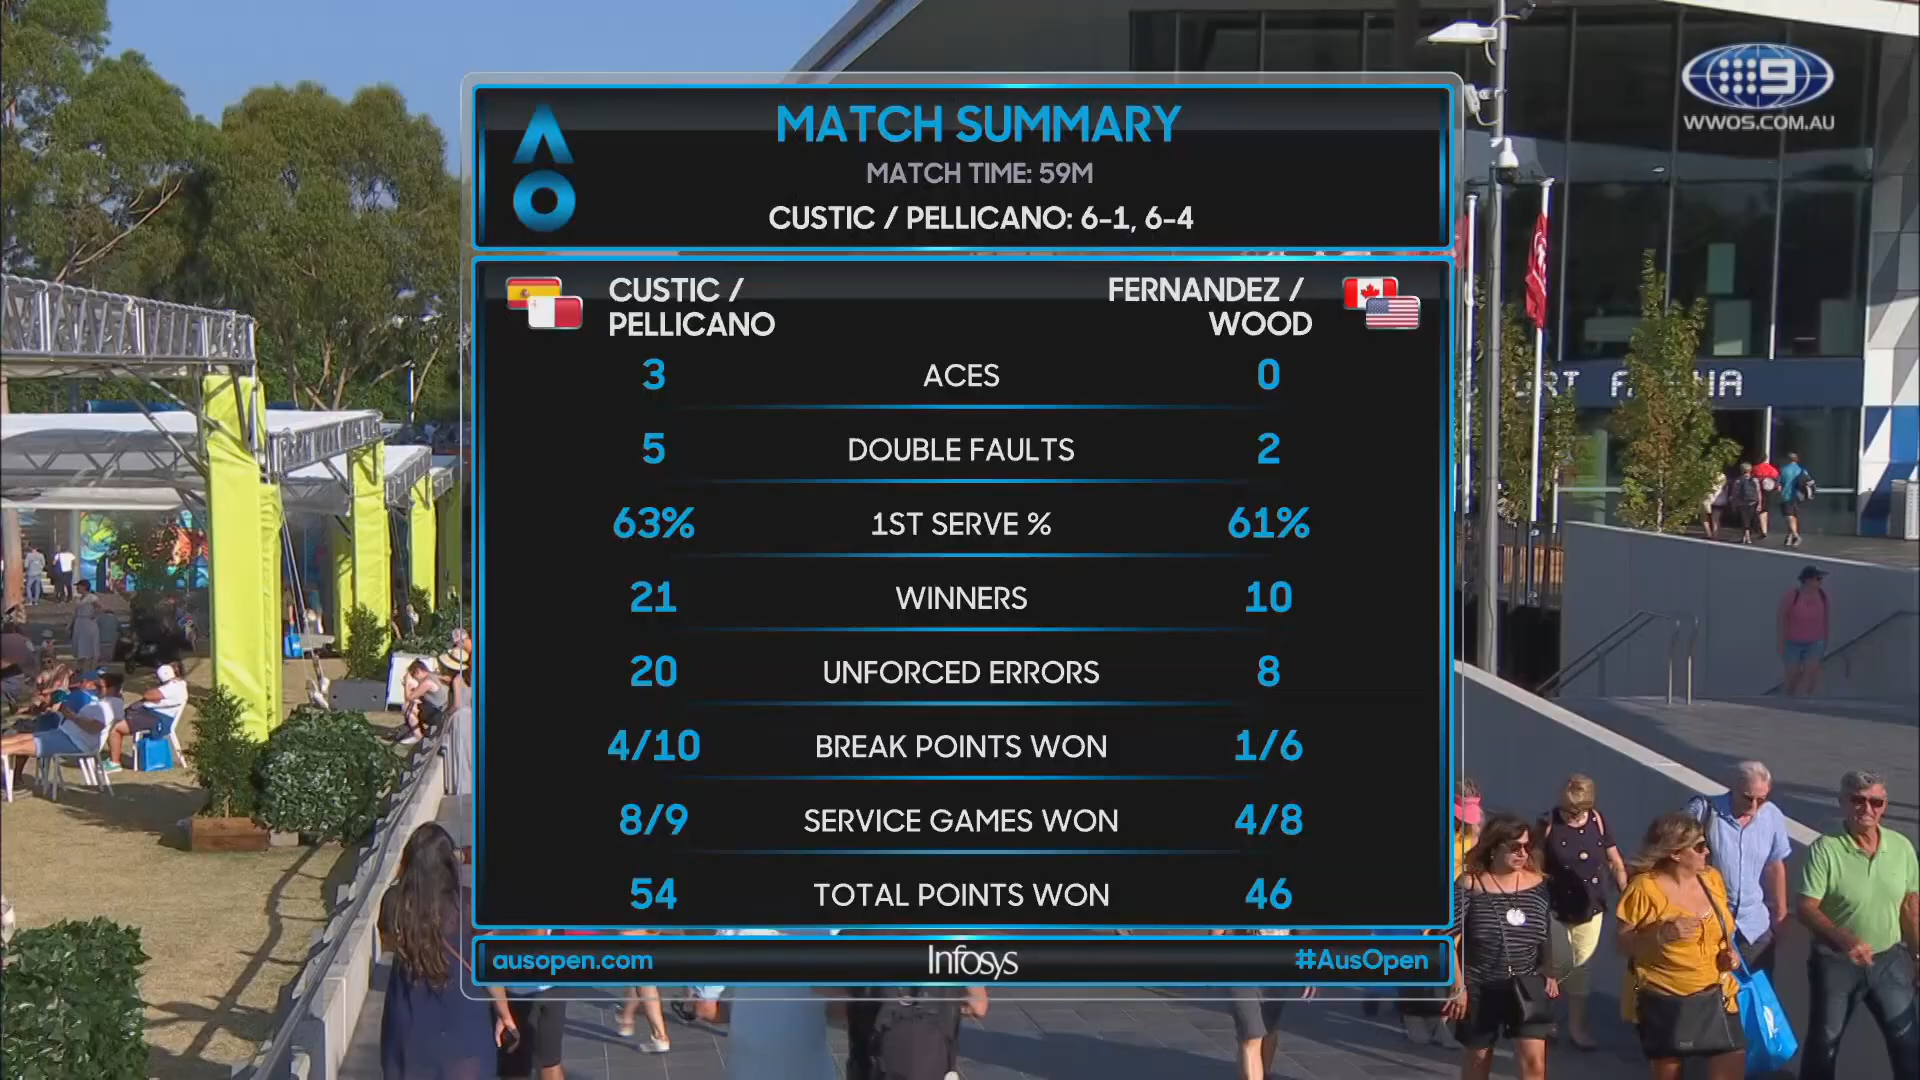 MATCH SUMMARY
MATCH TIME: 59M
CUSTIC / PELLICANO: 6-1, 6-4
WWOS.COM.AU
CUSTIC /
PELLICANO
FERNANDEZ /
WOOD
3 ACES 0
5 DOUBLE FAULTS 2
63% 1ST SERVE % 61%
21 WINNERS 10
20 UNFORCED ERRORS 8
4/10 BREAK POINTS WON 1/6
8/9 SERVICE GAMES WON 4/8
54 TOTAL POINTS WON 46
ausopen.com Infosys #AusOpen